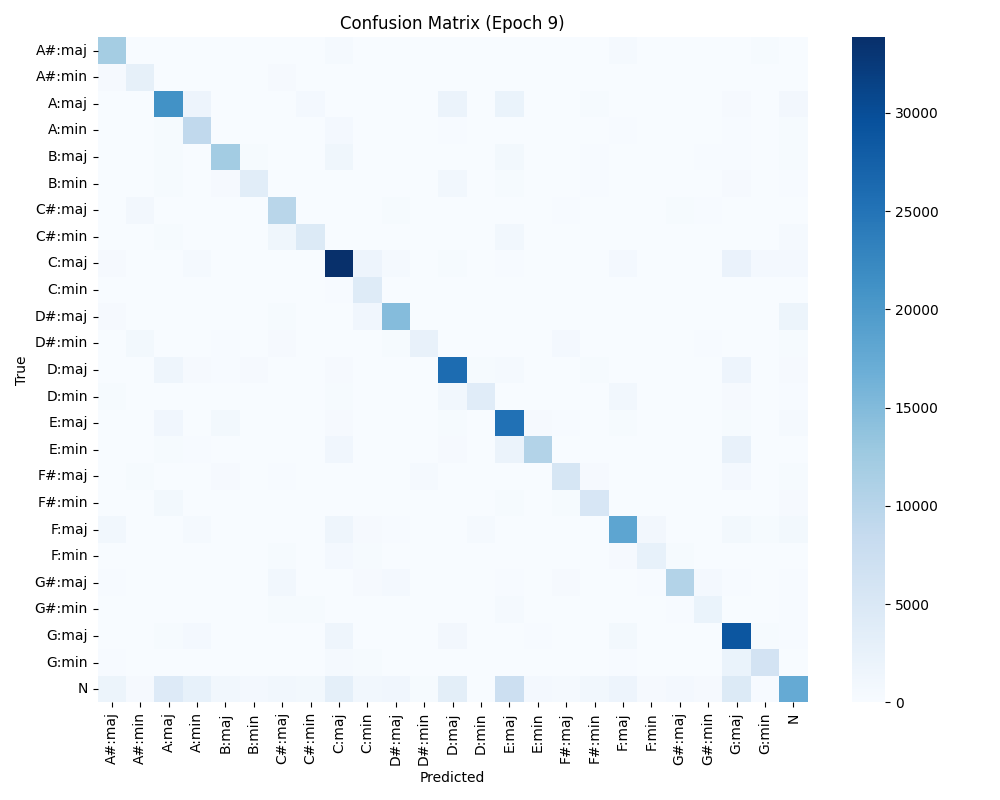 Confusion Matrix (Epoch 9)
True
A#:maj
A#:min
A:maj
A:min
B:maj
B:min
C#:maj
C#:min
C:maj
C:min
D#:maj
D#:min
D:maj
D:min
E:maj
E:min
F#:maj
F#:min
F:maj
F:min
G#:maj
G#:min
G:maj
G:min
N
A#:maj
A#:min
A:maj
A:min
B:maj
B:min
C#:maj
C#:min
C:maj
C:min
D#:maj
D#:min
D:maj
D:min
E:maj
E:min
F#:maj
F#:min
F:maj
F:min
G#:maj
G#:min
G:maj
G:min
N
Predicted
30000
25000
20000
15000
10000
5000
0